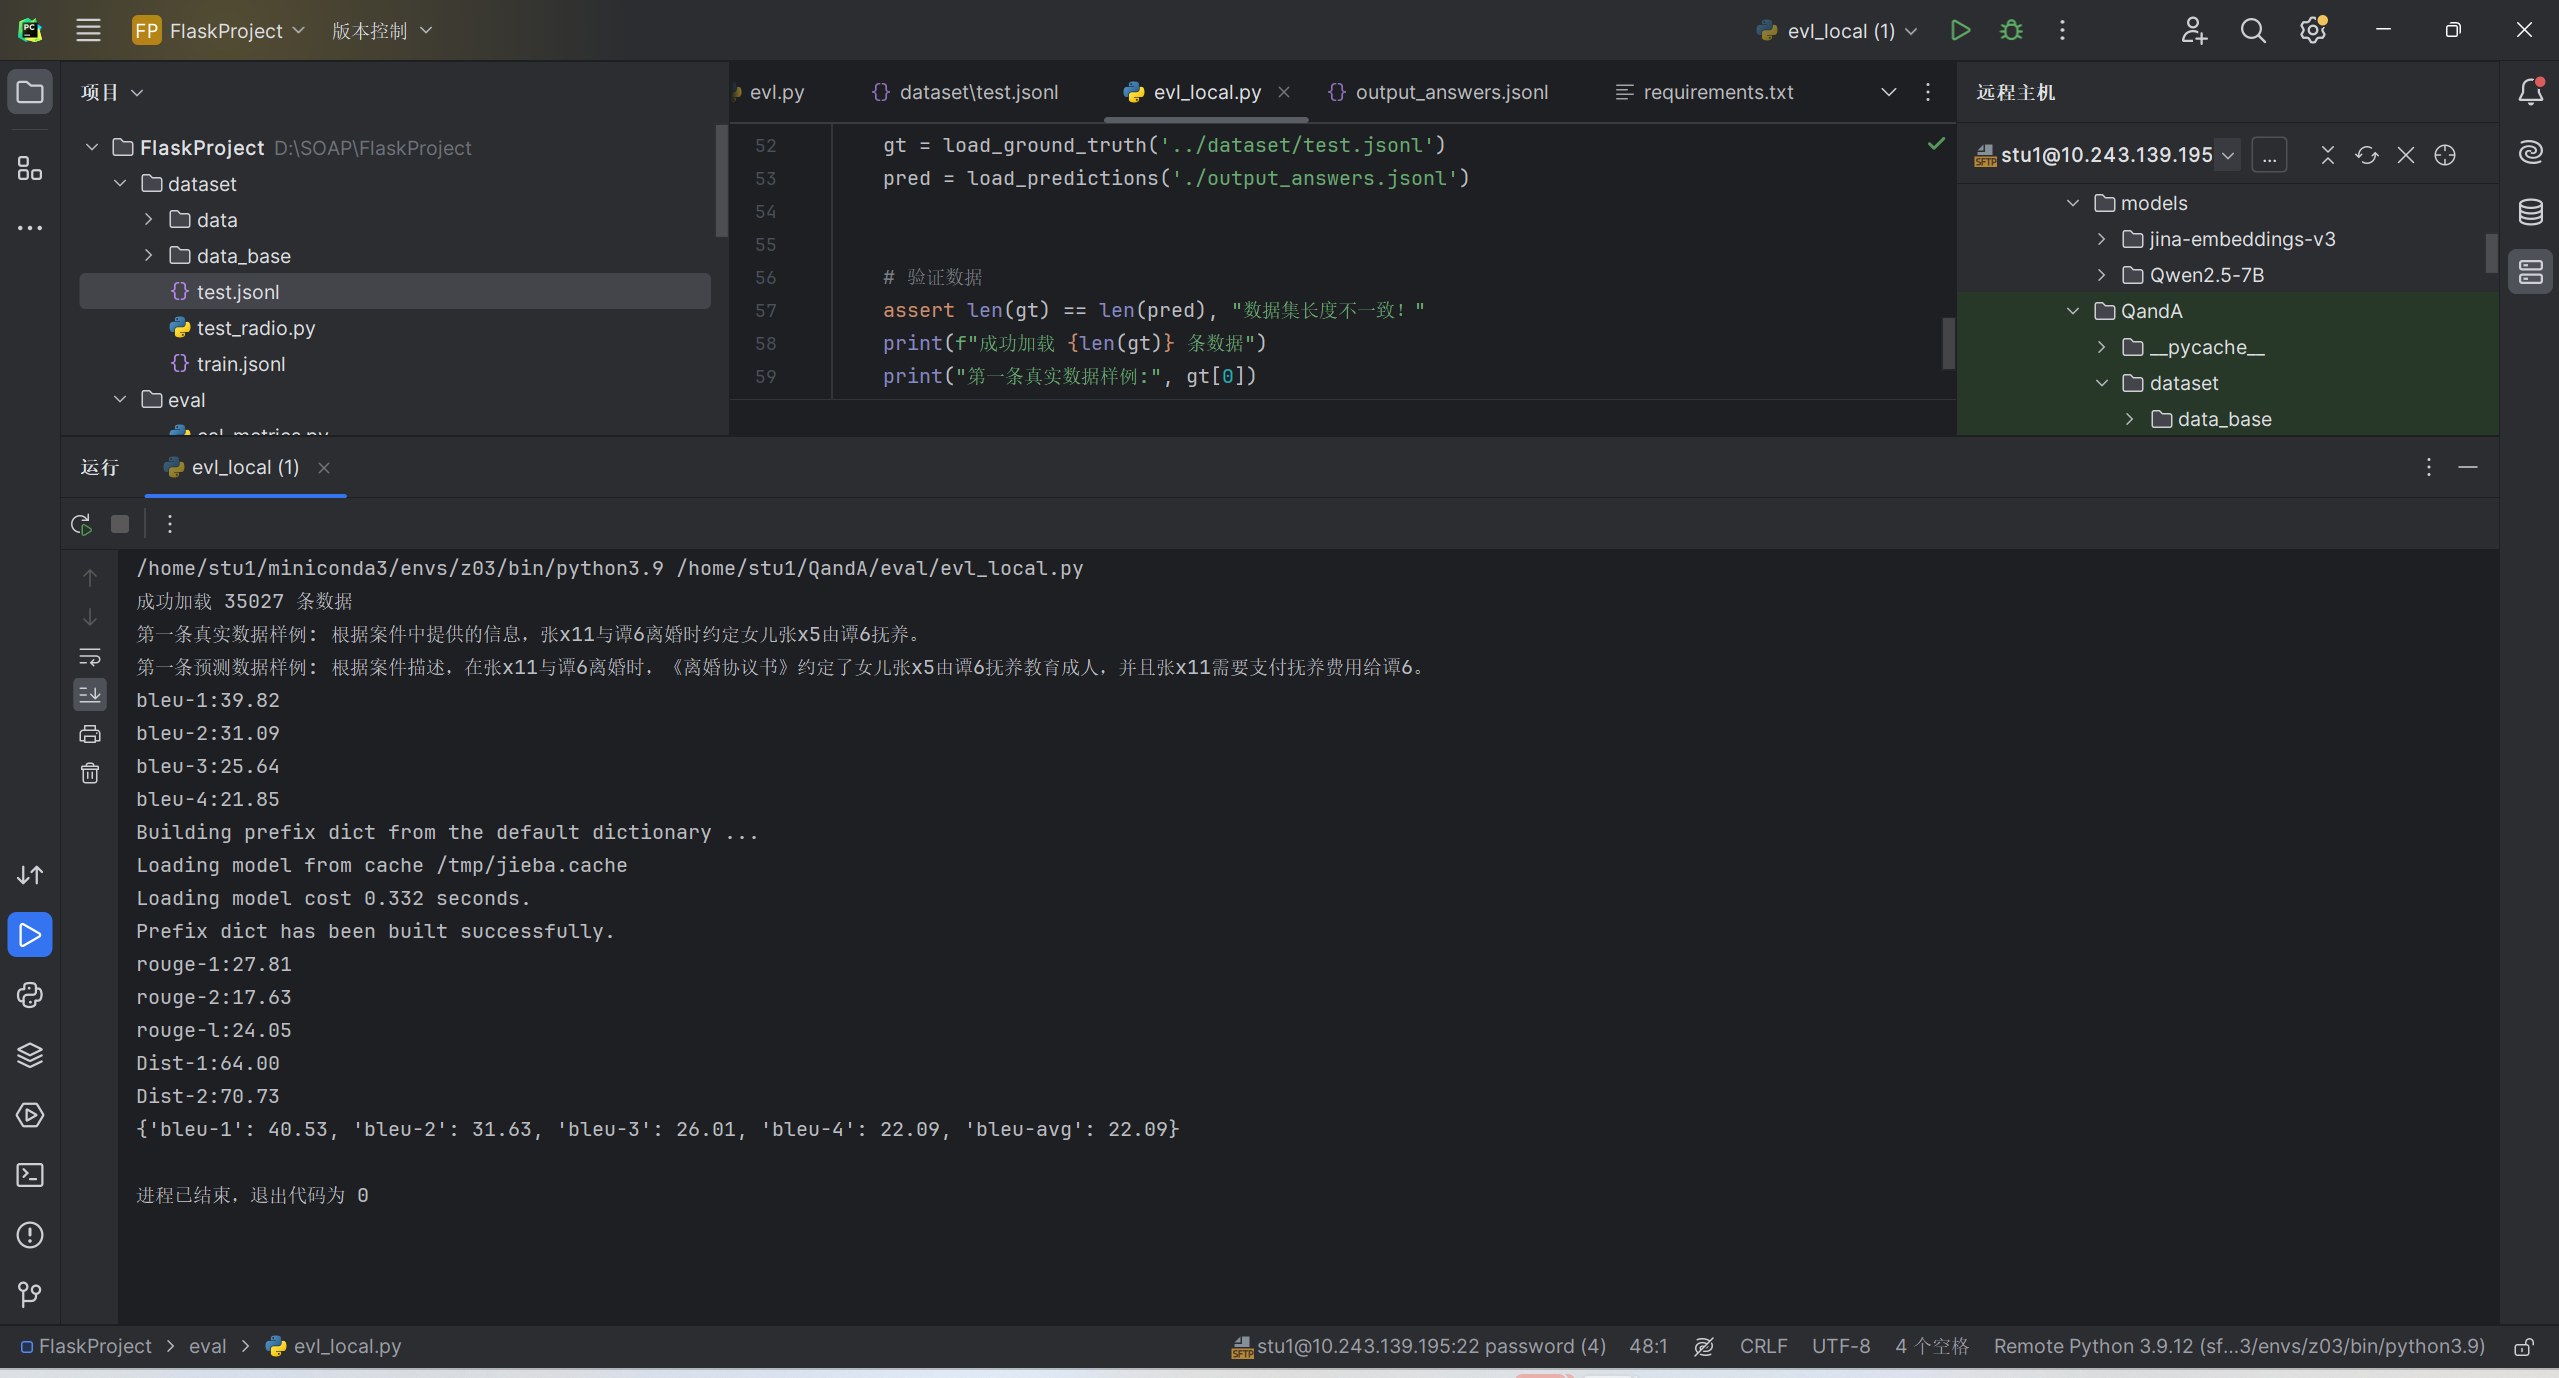 PC
FP FlaskProject 版本控制 evl_local (1)
项目
FlaskProject D:\SOAP\FlaskProject
dataset
data
data_base
test.jsonl
test_radio.py
train.jsonl
eval
cal_metrics.py
evl.py dataset\test.jsonl evl_local.py output_answers.jsonl requirements.txt
52 gt = load_ground_truth('../dataset/test.jsonl')
53 pred = load_predictions('./output_answers.jsonl')
54
55
56 # 验证数据
57 assert len(gt) == len(pred), "数据集长度不一致！"
58 print(f"成功加载 {len(gt)} 条数据")
59 print("第一条真实数据样例:", gt[0])
远程主机
SFTP stu1@10.243.139.195 ...
models
jina-embeddings-v3
Qwen2.5-7B
QandA
__pycache__
dataset
data_base
运行 evl_local (1)
/home/stu1/miniconda3/envs/z03/bin/python3.9 /home/stu1/QandA/eval/evl_local.py
成功加载 35027 条数据
第一条真实数据样例: 根据案件中提供的信息，张x11与谭6离婚时约定女儿张x5由谭6抚养。
第一条预测数据样例: 根据案件描述，在张x11与谭6离婚时，《离婚协议书》约定了女儿张x5由谭6抚养教育成人，并且张x11需要支付抚养费用给谭6。
bleu-1:39.82
bleu-2:31.09
bleu-3:25.64
bleu-4:21.85
Building prefix dict from the default dictionary ...
Loading model from cache /tmp/jieba.cache
Loading model cost 0.332 seconds.
Prefix dict has been built successfully.
rouge-1:27.81
rouge-2:17.63
rouge-l:24.05
Dist-1:64.00
Dist-2:70.73
{'bleu-1': 40.53, 'bleu-2': 31.63, 'bleu-3': 26.01, 'bleu-4': 22.09, 'bleu-avg': 22.09}
进程已结束，退出代码为 0
FlaskProject eval evl_local.py SFTP stu1@10.243.139.195:22 password (4) 48:1 CRLF UTF-8 4 个空格 Remote Python 3.9.12 (sf...3/envs/z03/bin/python3.9)